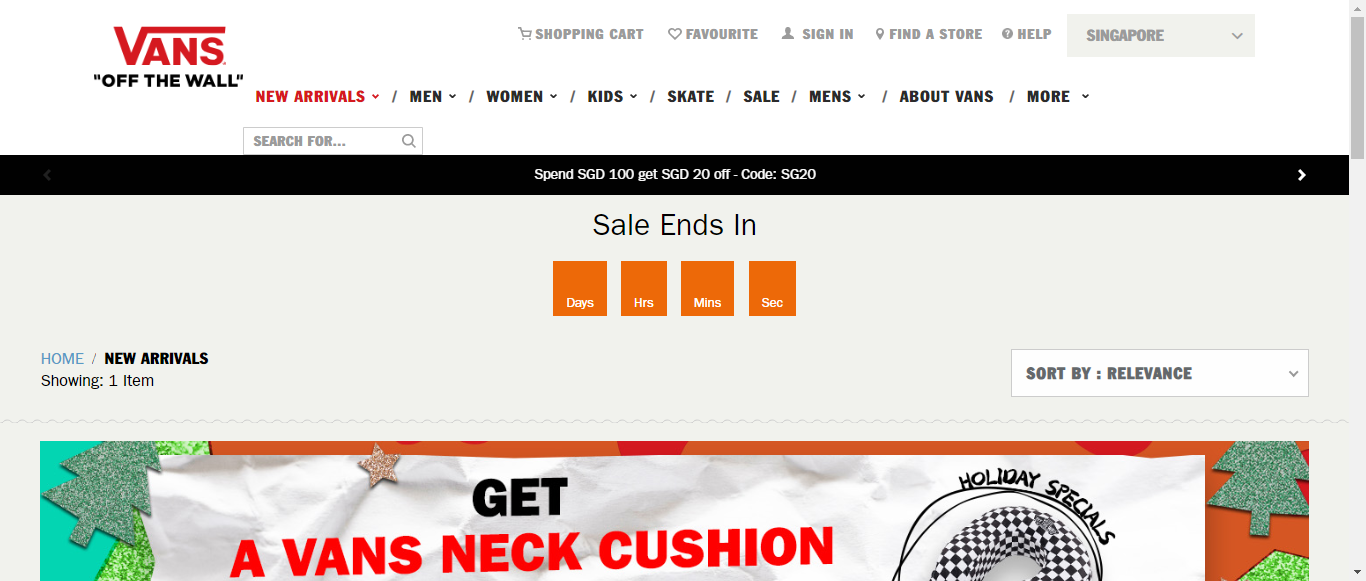 VANS
"OFF THE WALL"
SHOPPING CART FAVOURITE SIGN IN FIND A STORE HELP SINGAPORE
NEW ARRIVALS / MEN / WOMEN / KIDS / SKATE / SALE / MENS / ABOUT VANS / MORE
SEARCH FOR...
Spend SGD 100 get SGD 20 off - Code: SG20
Sale Ends In
Days Hrs Mins Sec
HOME / NEW ARRIVALS
Showing: 1 Item
SORT BY : RELEVANCE
HOLIDAY SPECIALS
GET
A VANS NECK CUSHION